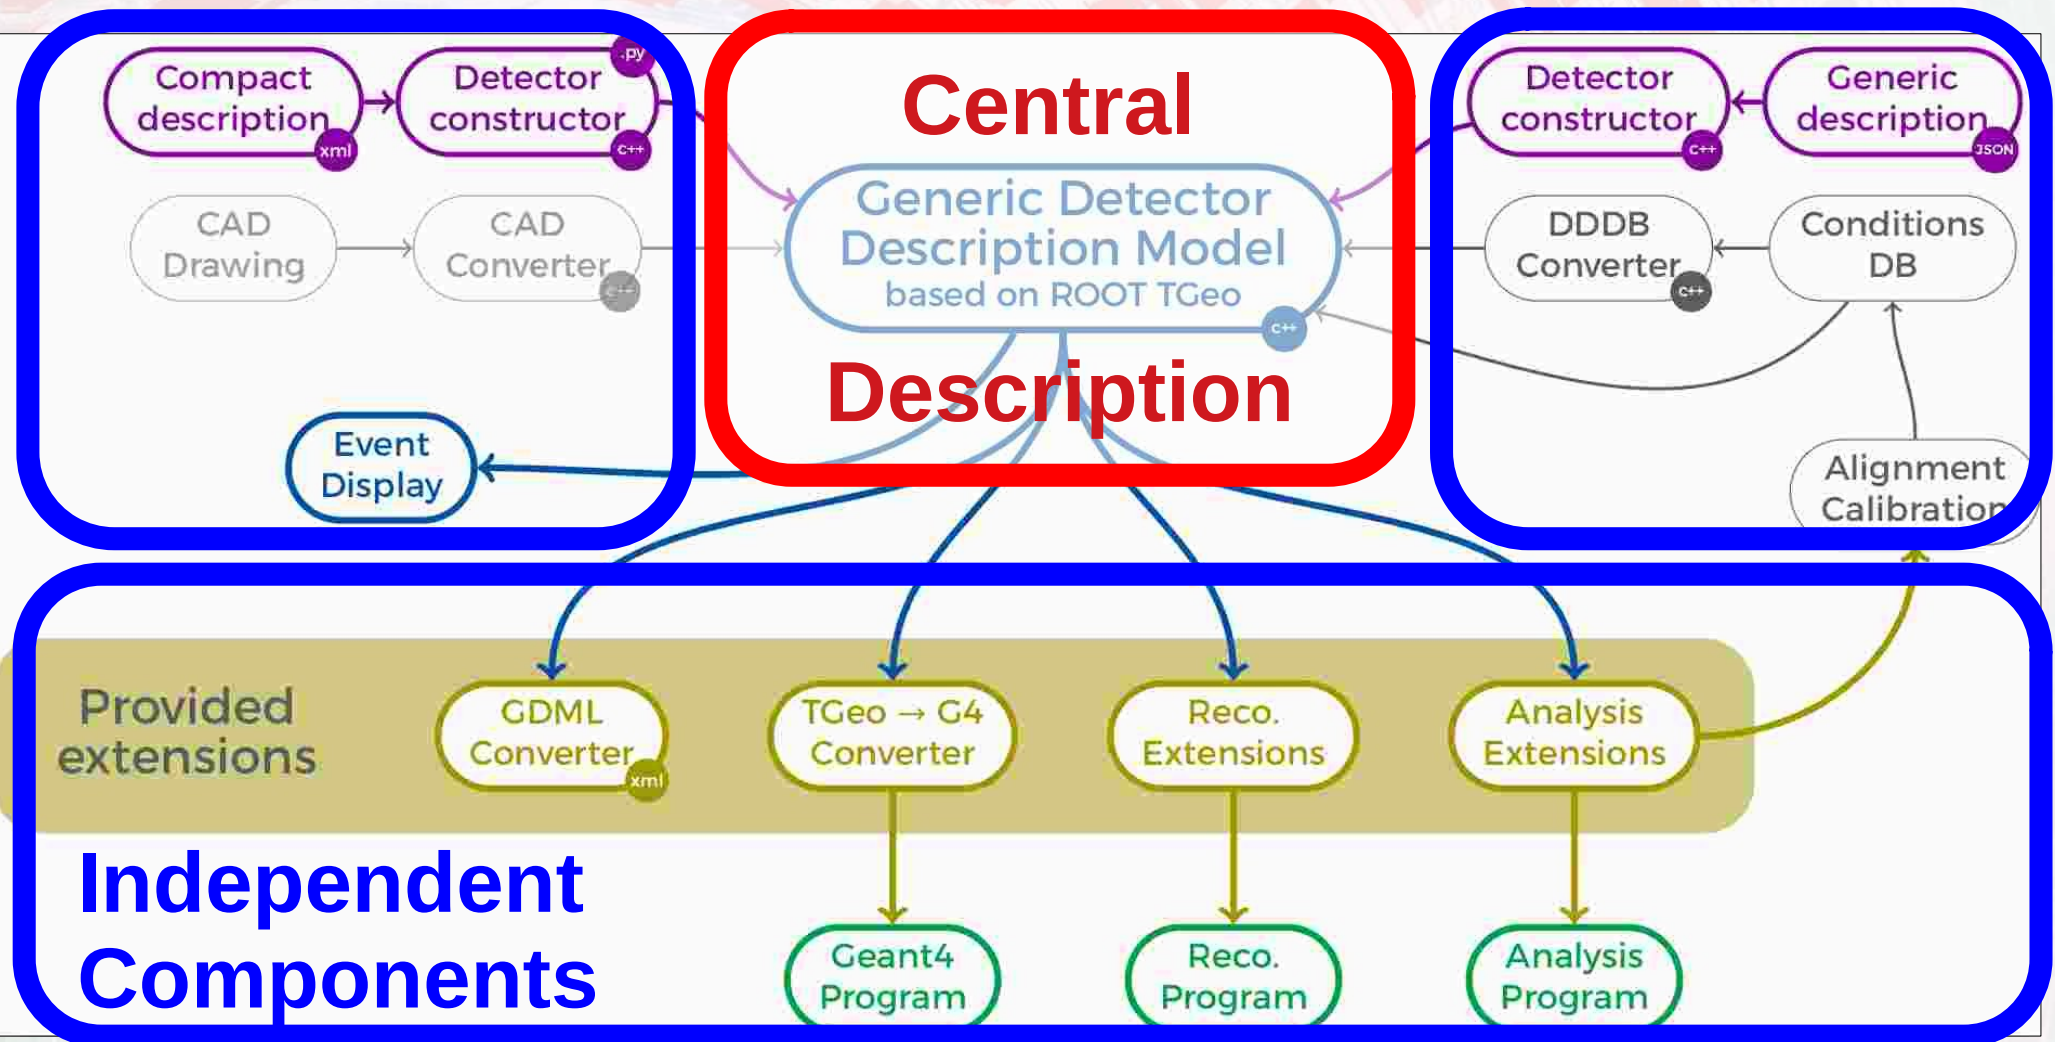 Compact
description
xml
Detector
constructor
.py
c++
Central
Detector
constructor
c++
Generic
description
JSON
CAD
Drawing
CAD
Converter
c++
Generic Detector
Description Model
based on ROOT TGeo
c++
DDDB
Converter
c++
Conditions
DB
Description
Event
Display
Alignment
Calibration
Provided
extensions
GDML
Converter
xml
TGeo → G4
Converter
Reco.
Extensions
Analysis
Extensions
Independent
Components
Geant4
Program
Reco.
Program
Analysis
Program